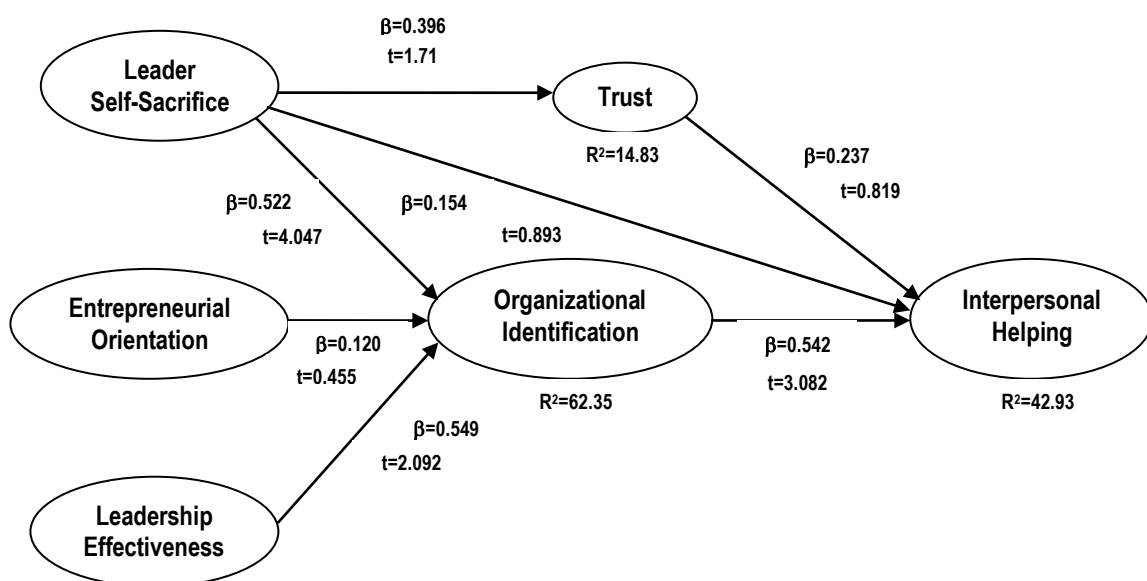 β=0.396
t=1.71
Leader
Self-Sacrifice
Trust
R²=14.83
β=0.237
t=0.819
β=0.522
t=4.047
β=0.154
t=0.893
Entrepreneurial
Orientation
β=0.120
t=0.455
Organizational
Identification
R²=62.35
β=0.542
t=3.082
Interpersonal
Helping
R²=42.93
β=0.549
t=2.092
Leadership
Effectiveness